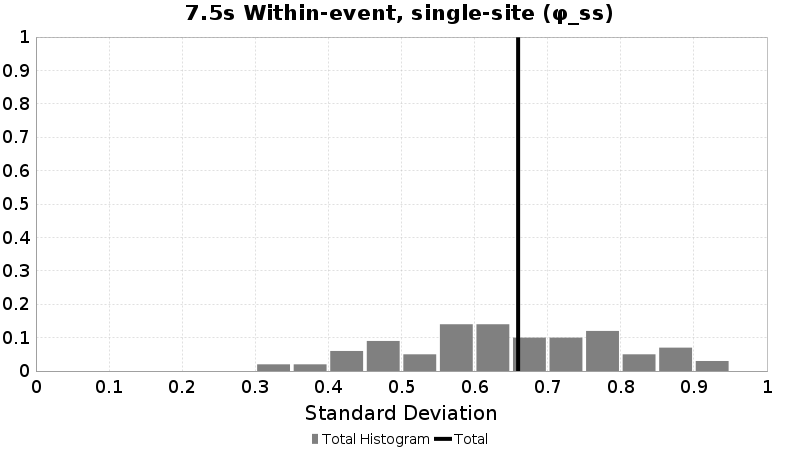 7.5s Within-event, single-site (φ_ss)
1
0.9
0.8
0.7
0.6
0.5
0.4
0.3
0.2
0.1
0
0 0.1 0.2 0.3 0.4 0.5 0.6 0.7 0.8 0.9 1
Standard Deviation
Total Histogram Total